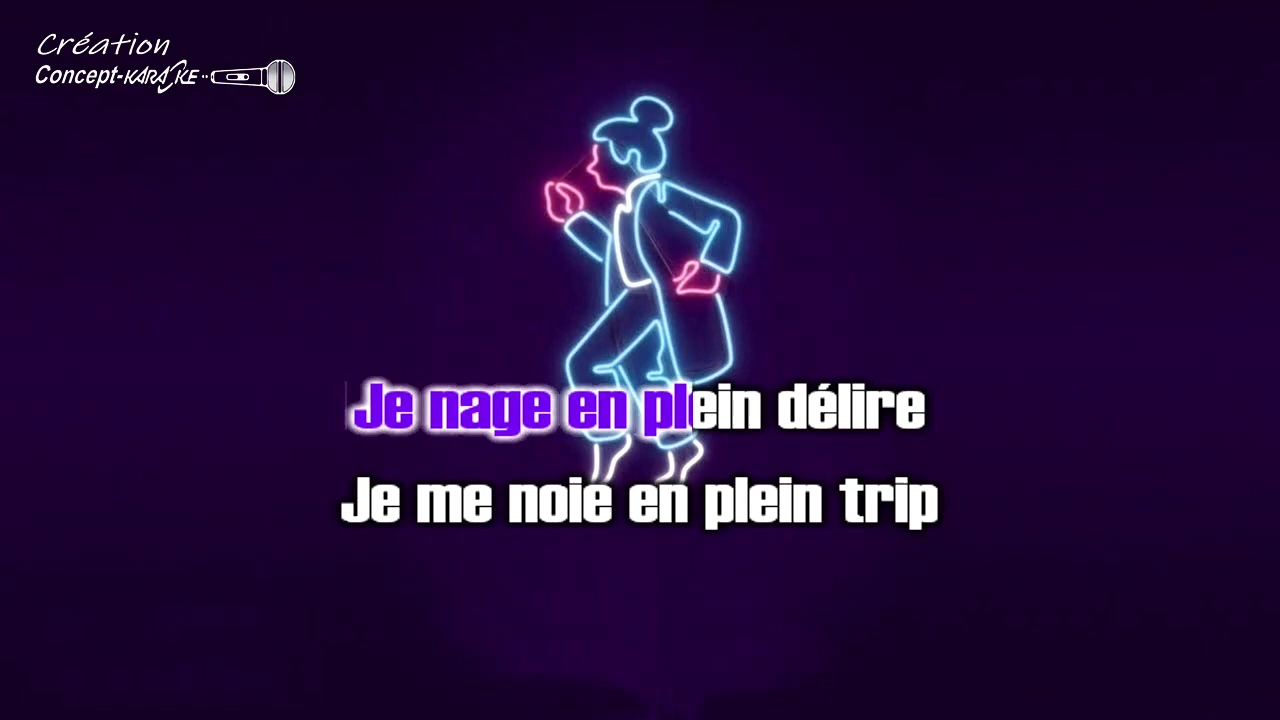 Création
Concept-KARAOKE
Je nage en plein délire
Je me noie en plein trip